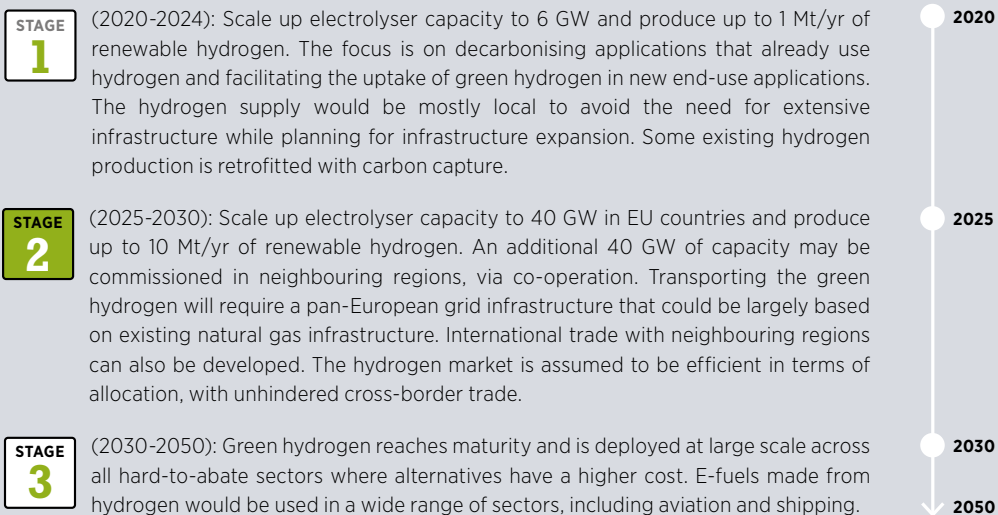 STAGE
1
(2020-2024): Scale up electrolyser capacity to 6 GW and produce up to 1 Mt/yr of
renewable hydrogen. The focus is on decarbonising applications that already use
hydrogen and facilitating the uptake of green hydrogen in new end-use applications.
The hydrogen supply would be mostly local to avoid the need for extensive
infrastructure while planning for infrastructure expansion. Some existing hydrogen
production is retrofitted with carbon capture.
2020
STAGE
2
(2025-2030): Scale up electrolyser capacity to 40 GW in EU countries and produce
up to 10 Mt/yr of renewable hydrogen. An additional 40 GW of capacity may be
commissioned in neighbouring regions, via co-operation. Transporting the green
hydrogen will require a pan-European grid infrastructure that could be largely based
on existing natural gas infrastructure. International trade with neighbouring regions
can also be developed. The hydrogen market is assumed to be efficient in terms of
allocation, with unhindered cross-border trade.
2025
STAGE
3
(2030-2050): Green hydrogen reaches maturity and is deployed at large scale across
all hard-to-abate sectors where alternatives have a higher cost. E-fuels made from
hydrogen would be used in a wide range of sectors, including aviation and shipping.
2030
2050